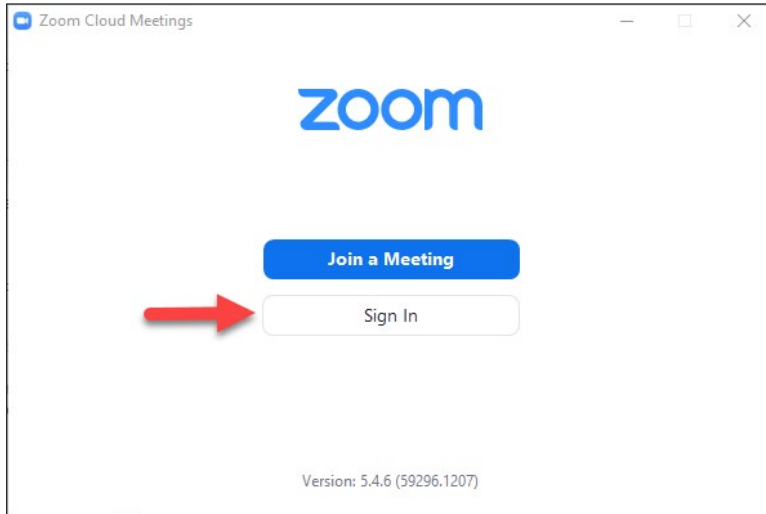 Zoom Cloud Meetings
zoom
Join a Meeting
Sign In
Version: 5.4.6 (59296.1207)